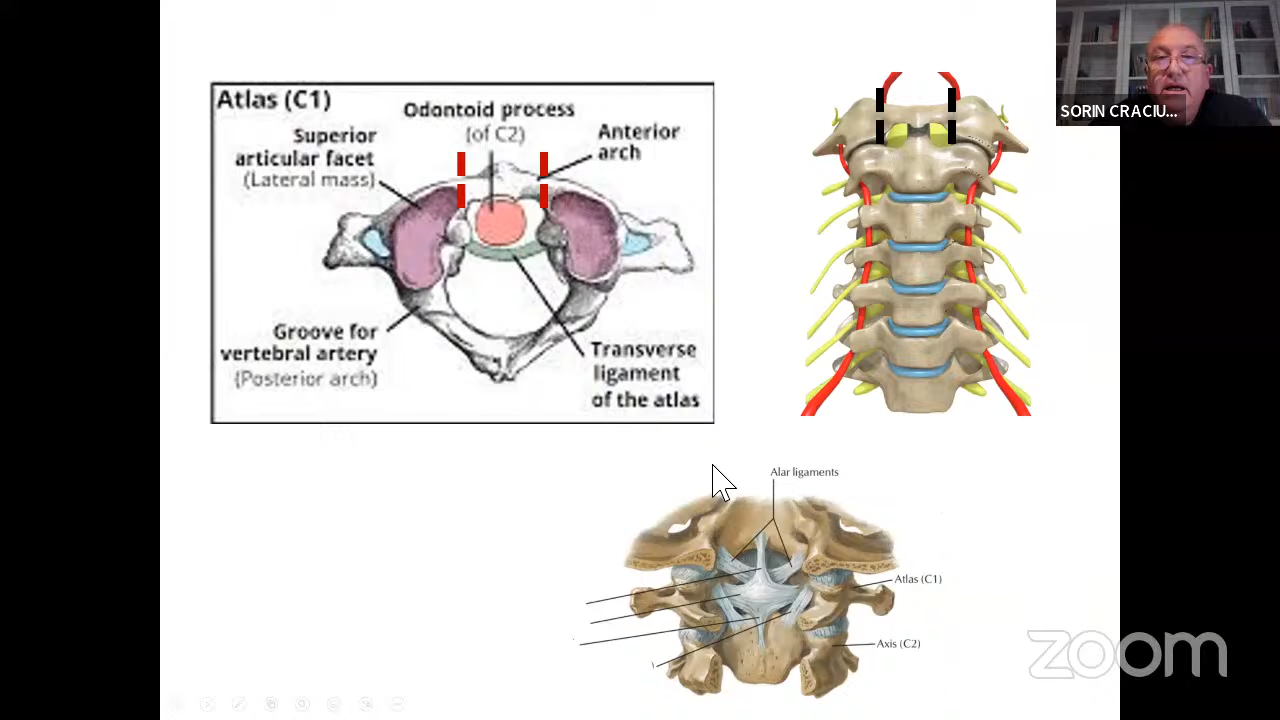 Atlas (C1)
Odontoid process
(of C2)
Superior
articular facet
(Lateral mass)
Anterior
arch
Groove for
vertebral artery
(Posterior arch)
Transverse
ligament
of the atlas
SORIN CRACIU...
Alar ligaments
Atlas (C1)
Axis (C2)
zoom